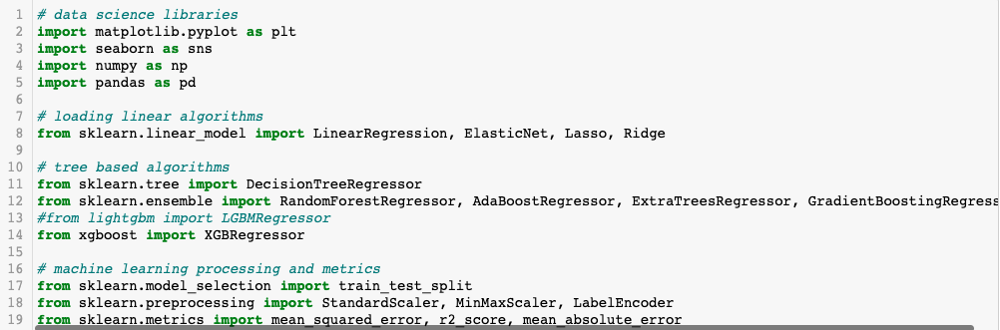 1 # data science libraries
2 import matplotlib.pyplot as plt
3 import seaborn as sns
4 import numpy as np
5 import pandas as pd
6
7 # loading linear algorithms
8 from sklearn.linear_model import LinearRegression, ElasticNet, Lasso, Ridge
9
10 # tree based algorithms
11 from sklearn.tree import DecisionTreeRegressor
12 from sklearn.ensemble import RandomForestRegressor, AdaBoostRegressor, ExtraTreesRegressor, GradientBoostingRegress
13 #from lightgbm import LGBMRegressor
14 from xgboost import XGBRegressor
15
16 # machine learning processing and metrics
17 from sklearn.model_selection import train_test_split
18 from sklearn.preprocessing import StandardScaler, MinMaxScaler, LabelEncoder
19 from sklearn.metrics import mean_squared_error, r2_score, mean_absolute_error